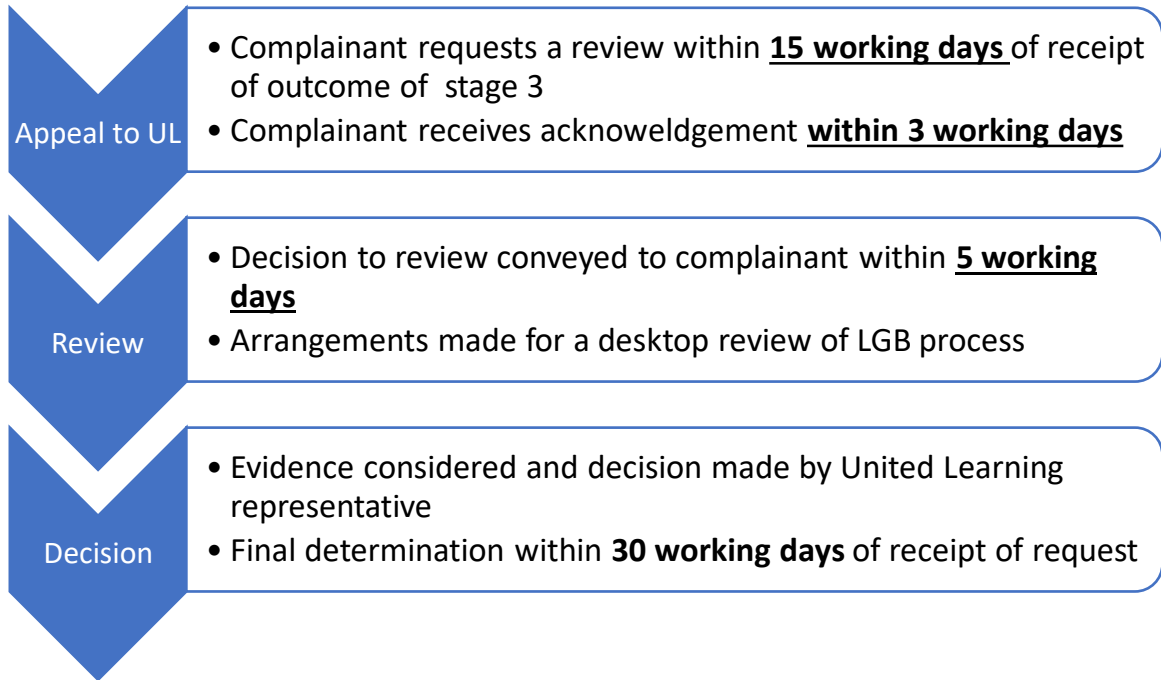 Appeal to UL
• Complainant requests a review within 15 working days of receipt
of outcome of stage 3
• Complainant receives acknoweldgement within 3 working days
Review
• Decision to review conveyed to complainant within 5 working
days
• Arrangements made for a desktop review of LGB process
Decision
• Evidence considered and decision made by United Learning
representative
• Final determination within 30 working days of receipt of request